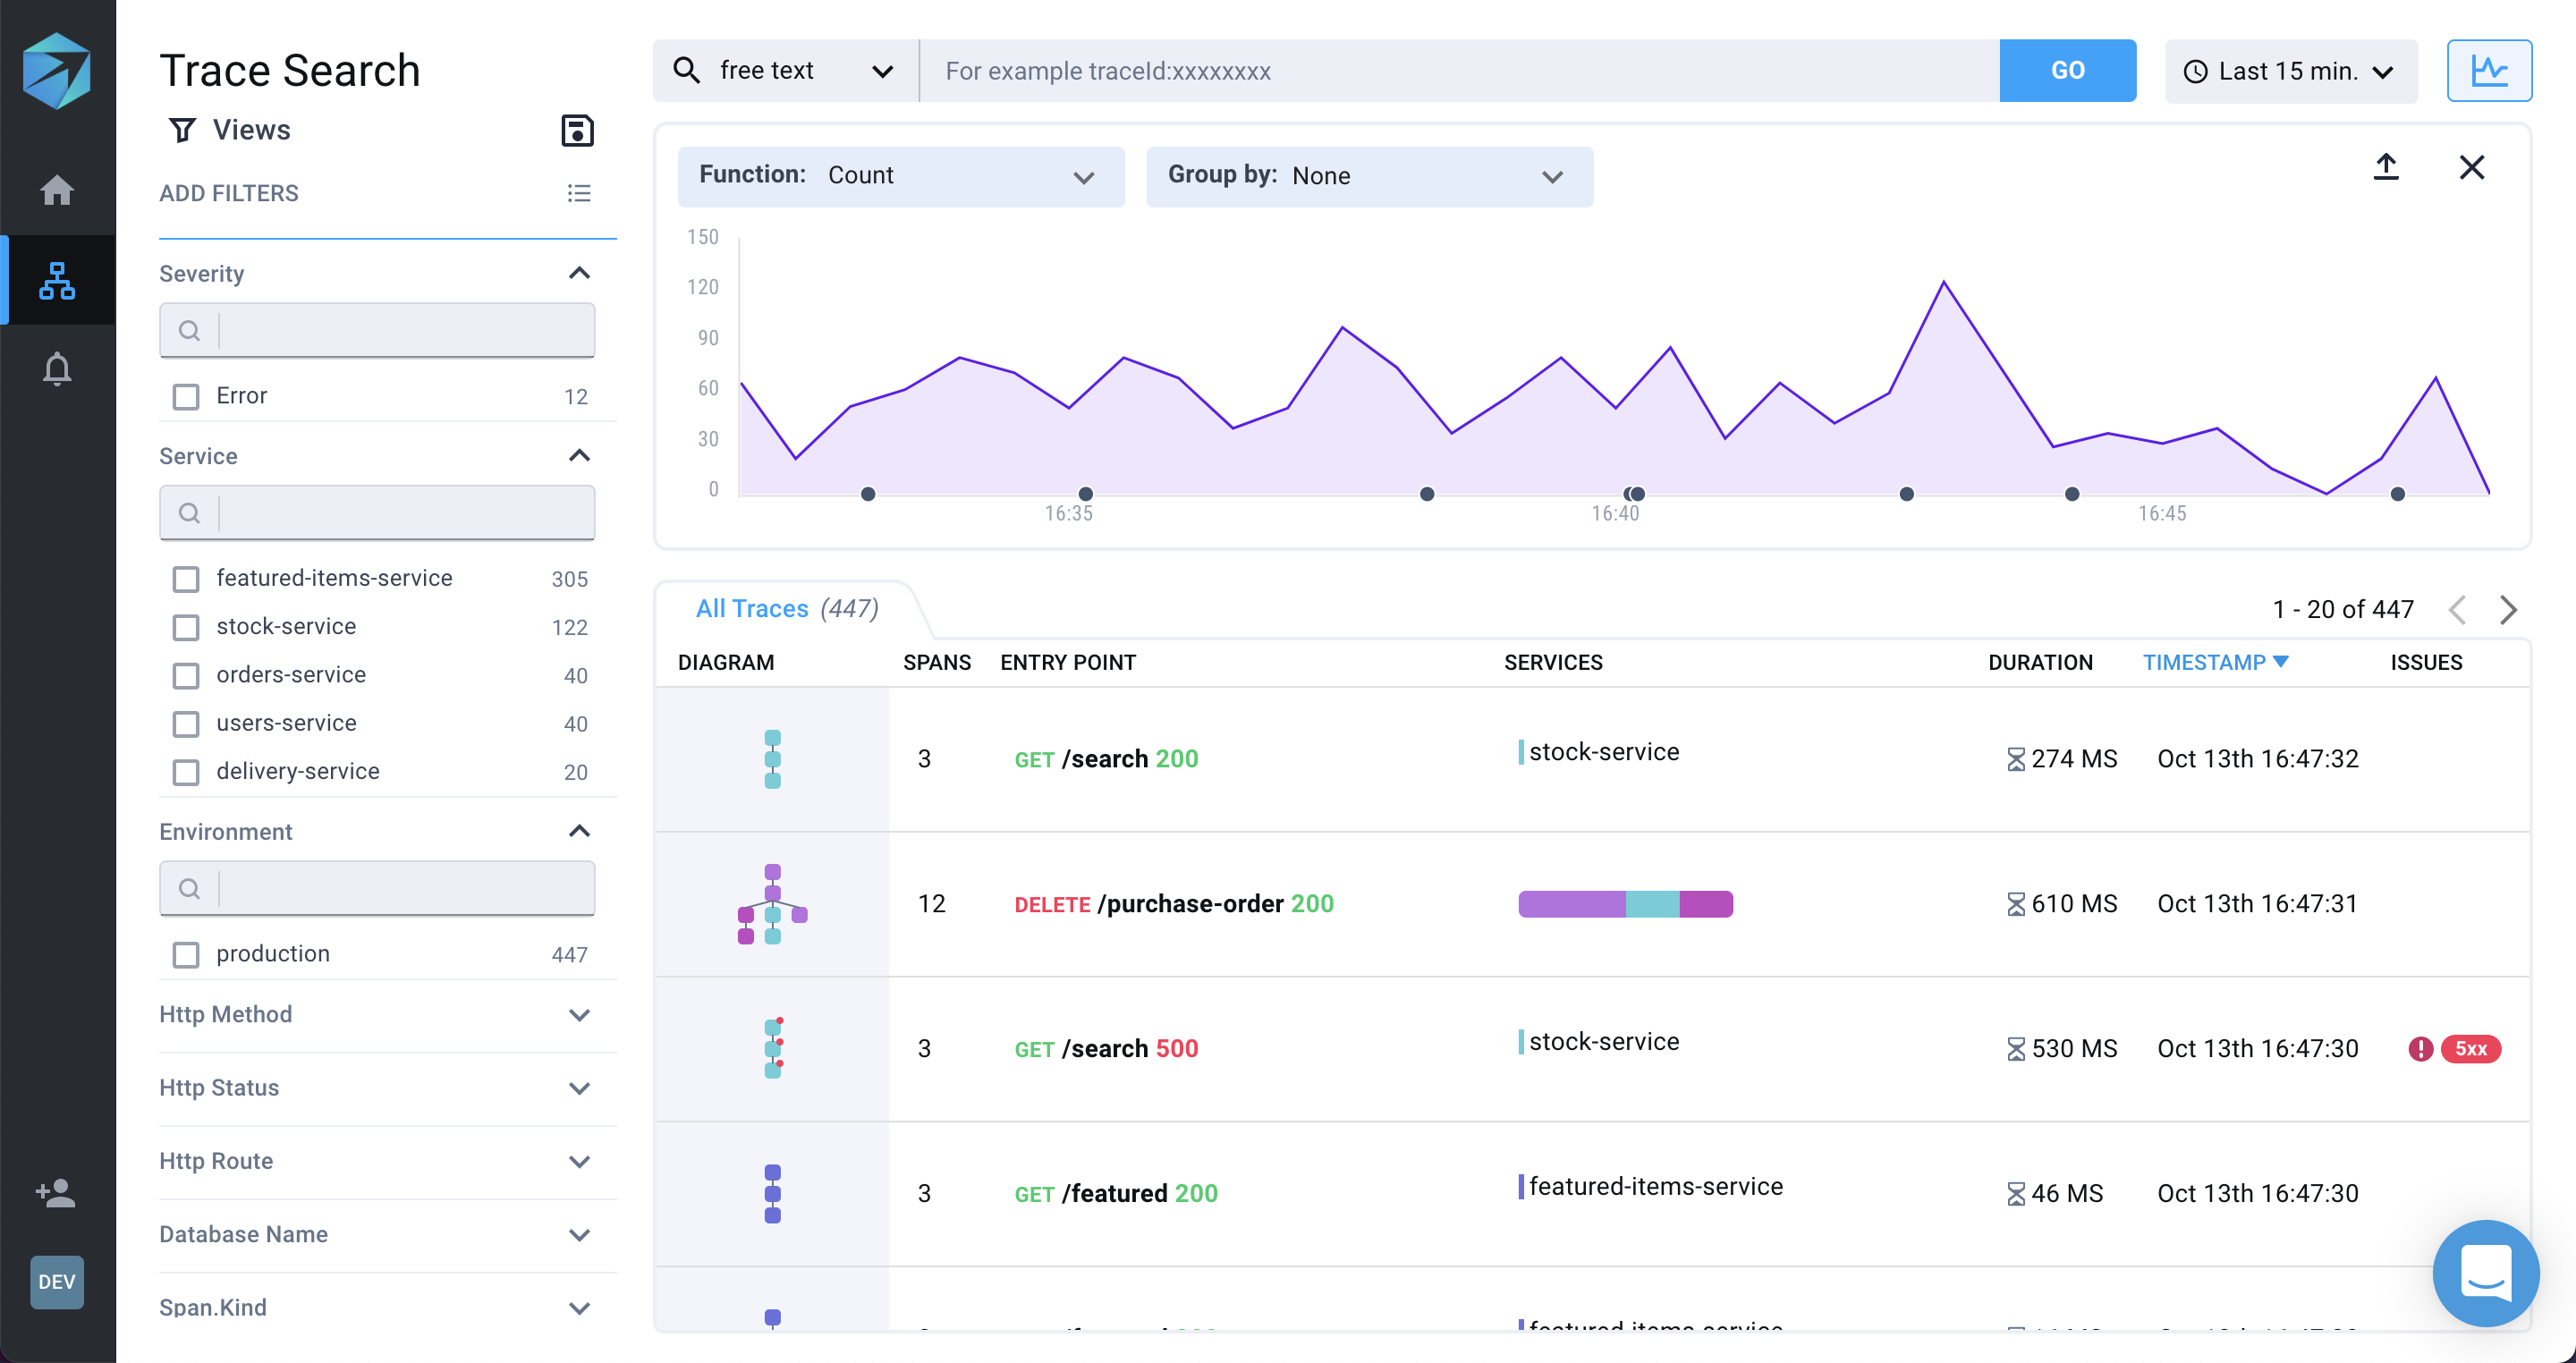 Trace Search
Views
ADD FILTERS
Severity
Error 12
Service
featured-items-service 305
stock-service 122
orders-service 40
users-service 40
delivery-service 20
Environment
production 447
Http Method
Http Status
Http Route
Database Name
Span.Kind
DEV
free text For example traceId:xxxxxxxx GO Last 15 min.
Function: Count Group by: None
150
120
90
60
30
0
16:35 16:40 16:45
All Traces (447) 1 - 20 of 447
DIAGRAM SPANS ENTRY POINT SERVICES DURATION TIMESTAMP ISSUES
3 GET /search 200 stock-service 274 MS Oct 13th 16:47:32
12 DELETE /purchase-order 200 610 MS Oct 13th 16:47:31
3 GET /search 500 stock-service 530 MS Oct 13th 16:47:30 5xx
3 GET /featured 200 featured-items-service 46 MS Oct 13th 16:47:30
featured-items-service